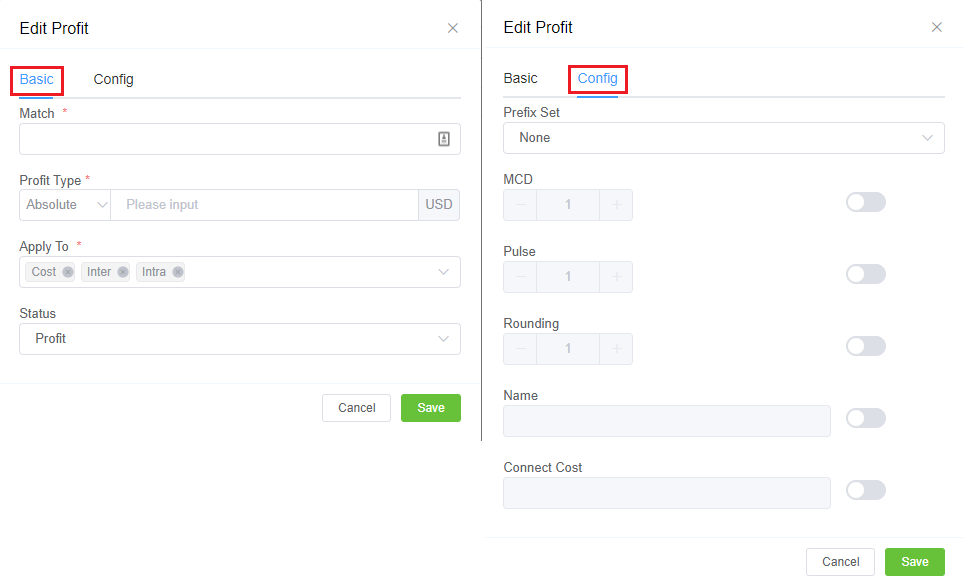 Edit Profit
Basic Config
Match *
Profit Type *
Absolute Please input USD
Apply To *
Cost Inter Intra
Status
Profit
Cancel Save
Edit Profit
Basic Config
Prefix Set
None
MCD
1
Pulse
1
Rounding
1
Name
Connect Cost
Cancel Save